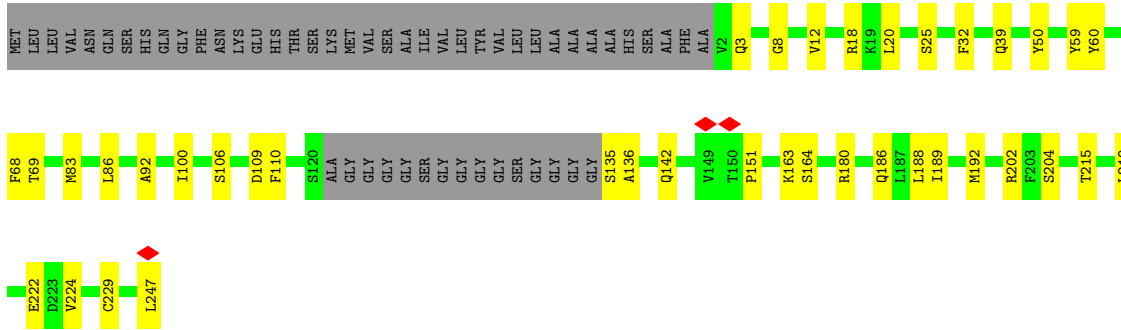 MET LEU LEU VAL ASN GLN SER HIS GLN GLY PHE ASN LYS GLU HIS THR SER LYS MET VAL SER ALA ILE VAL LEU TYR VAL LEU LEU ALA ALA ALA ALA HIS SER ALA PHE ALA V2 Q3 G8 V12 R18 K19 L20 S25 F32 Q39 Y50 Y59 Y60
F68 T69 M83 L86 A92 I100 S106 D109 F110 S120 ALA GLY GLY GLY GLY SER GLY GLY GLY GLY SER GLY GLY GLY GLY S135 A136 Q142 V149 T150 P151 K163 S164 R180 Q186 L187 L188 I189 M192 R202 F203 S204 T215
E222 D223 V224 C229 L247